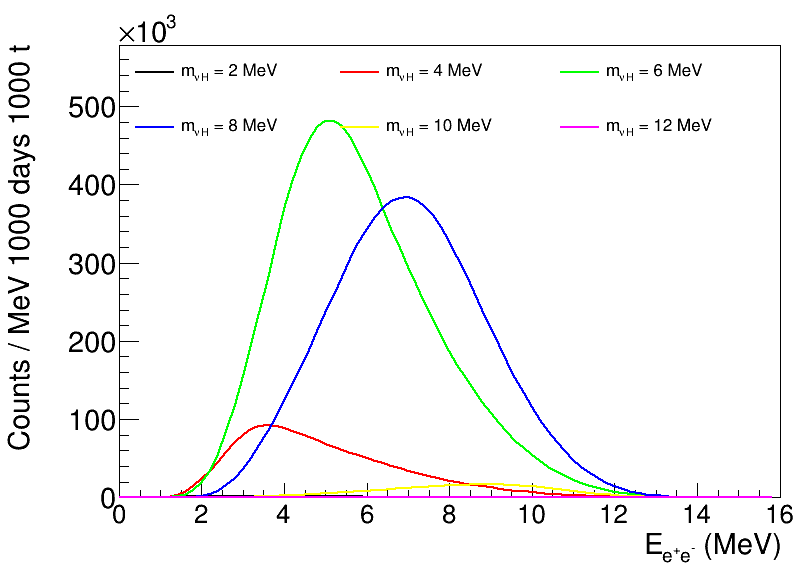 ×10³
Counts / MeV 1000 days 1000 t
m_νH = 2 MeV m_νH = 4 MeV m_νH = 6 MeV
m_νH = 8 MeV m_νH = 10 MeV m_νH = 12 MeV
500
400
300
200
100
0
0 2 4 6 8 10 12 14 16
E_e⁺e⁻ (MeV)